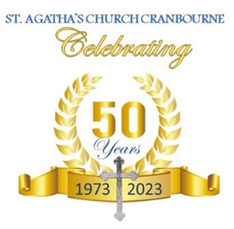 ST. AGATHA'S CHURCH CRANBOURNE
Celebrating
50
Years
1973 2023